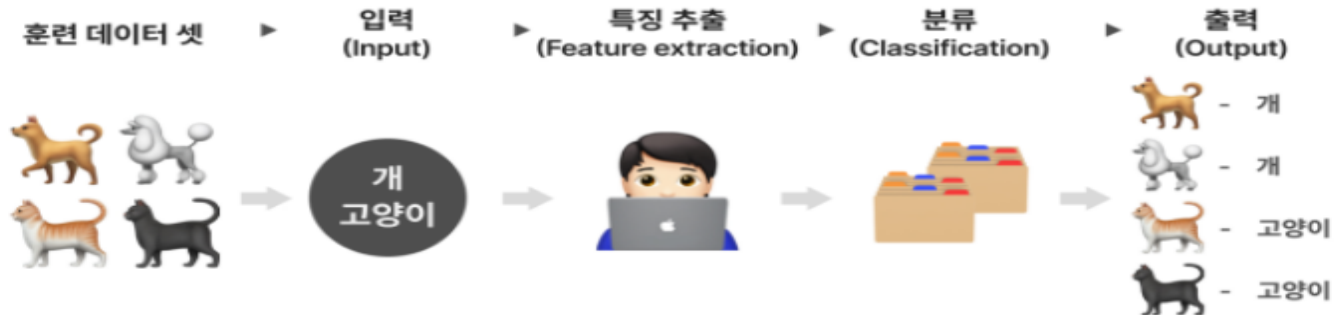 훈련 데이터 셋
▶
입력
(Input)
▶
특징 추출
(Feature extraction)
▶
분류
(Classification)
▶
출력
(Output)
개
고양이
- 개
- 개
- 고양이
- 고양이